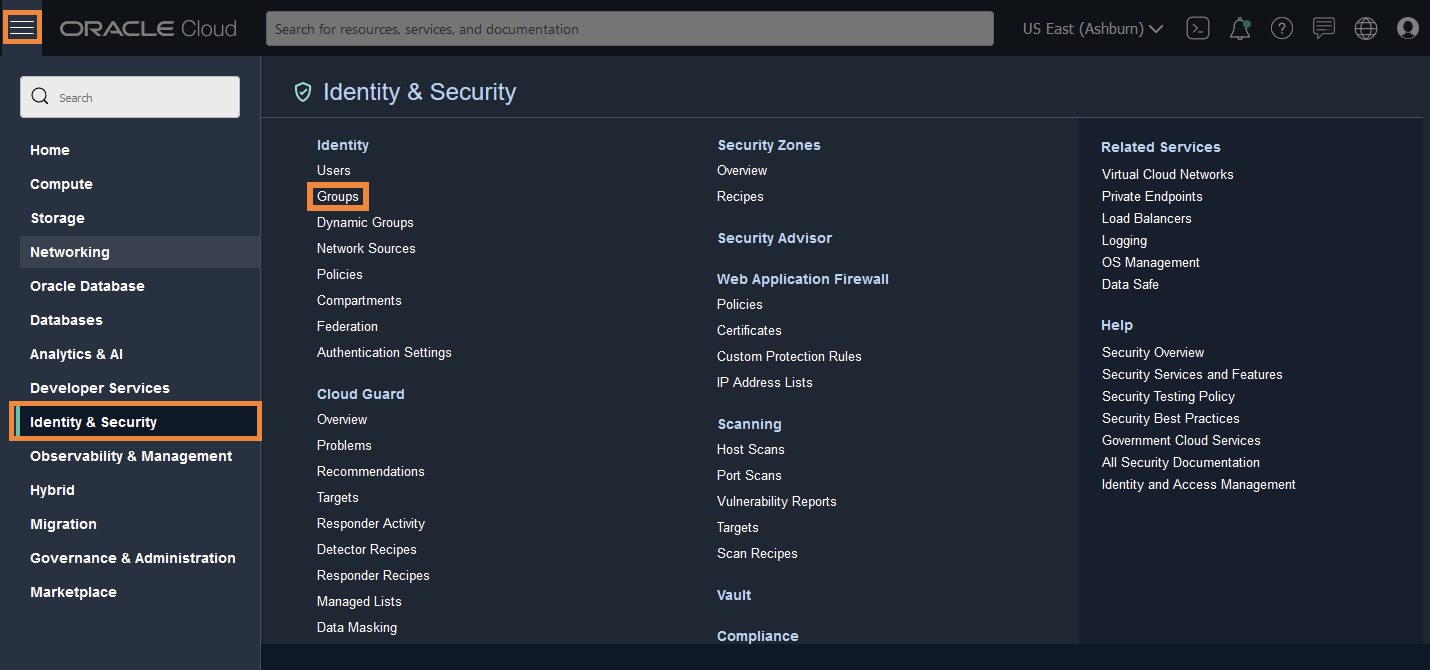 ORACLE Cloud
Search for resources, services, and documentation
US East (Ashburn)
Search
Home
Compute
Storage
Networking
Oracle Database
Databases
Analytics & AI
Developer Services
Identity & Security
Observability & Management
Hybrid
Migration
Governance & Administration
Marketplace
Identity & Security
Identity
Users
Groups
Dynamic Groups
Network Sources
Policies
Compartments
Federation
Authentication Settings
Cloud Guard
Overview
Problems
Recommendations
Targets
Responder Activity
Detector Recipes
Responder Recipes
Managed Lists
Data Masking
Security Zones
Overview
Recipes
Security Advisor
Web Application Firewall
Policies
Certificates
Custom Protection Rules
IP Address Lists
Scanning
Host Scans
Port Scans
Vulnerability Reports
Targets
Scan Recipes
Vault
Compliance
Related Services
Virtual Cloud Networks
Private Endpoints
Load Balancers
Logging
OS Management
Data Safe
Help
Security Overview
Security Services and Features
Security Testing Policy
Security Best Practices
Government Cloud Services
All Security Documentation
Identity and Access Management